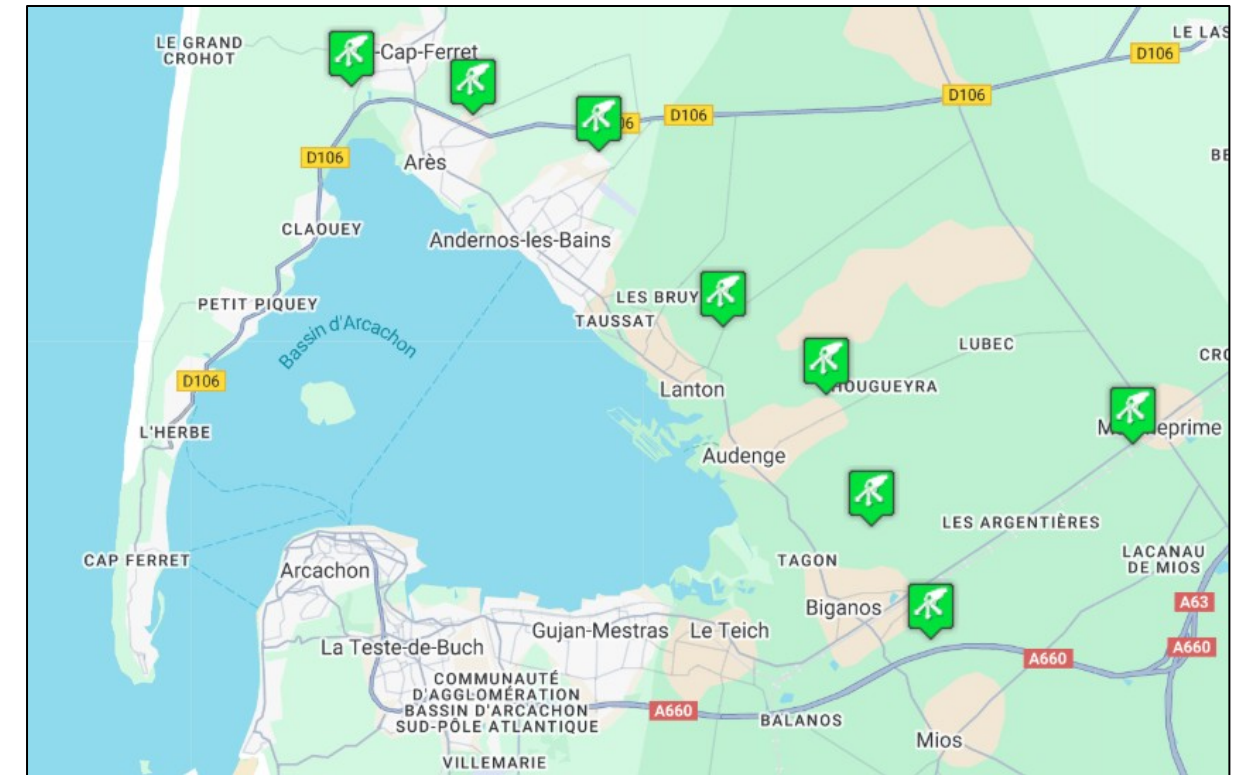 LE GRAND
CROHOT
-Cap-Ferret
LE LAS
D106
D106
D106
06
D106
Arès
BE
CLAOUEY
Andernos-les-Bains
PETIT PIQUEY
LES BRUY
TAUSSAT
Bassin d'Arcachon
LUBEC
CRO
D106
Lanton
HOUGUEYRA
L'HERBE
M
eprime
Audenge
LES ARGENTIÈRES
CAP FERRET
Arcachon
TAGON
LACANAU
DE MIOS
A63
Biganos
Gujan-Mestras
Le Teich
La Teste-de-Buch
A660
A660
COMMUNAUTÉ
D'AGGLOMÉRATION
BASSIN D'ARCACHON
SUD-PÔLE ATLANTIQUE
A660
BALANOS
Mios
VILLEMARIE